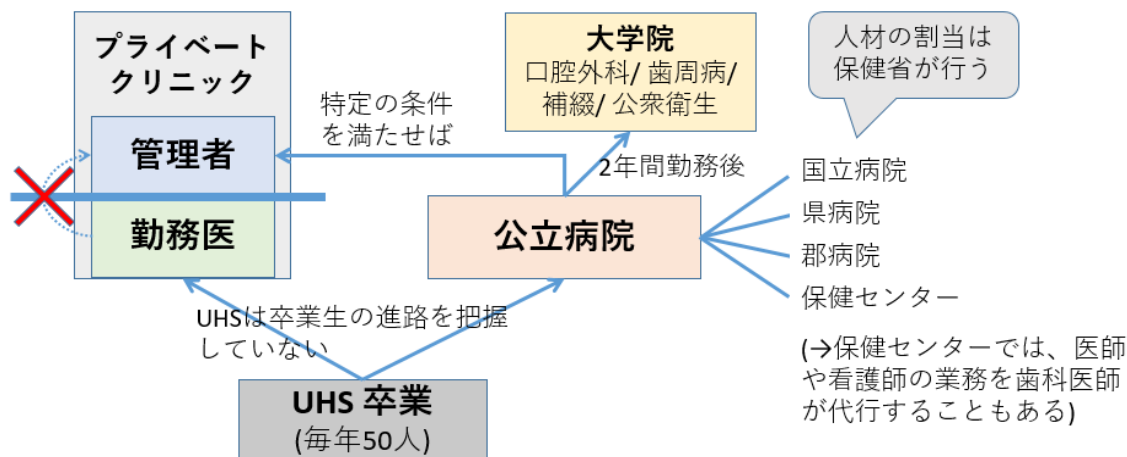 プライベート
クリニック
管理者
勤務医
特定の条件
を満たせば
大学院
口腔外科/ 歯周病/
補綴/ 公衆衛生
人材の割当は
保健省が行う
2年間勤務後
公立病院
国立病院
県病院
郡病院
保健センター
(→保健センターでは、医師
や看護師の業務を歯科医師
が代行することもある)
UHSは卒業生の進路を把握
していない
UHS 卒業
(毎年50人)